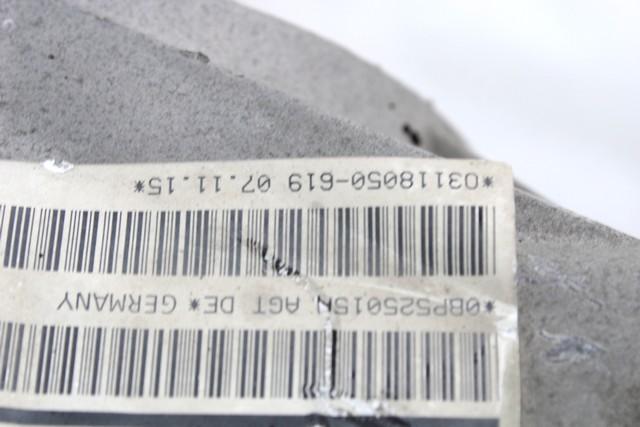 *0BP525015N AGT DE* GERMANY
*03118050-619 07.11.15*